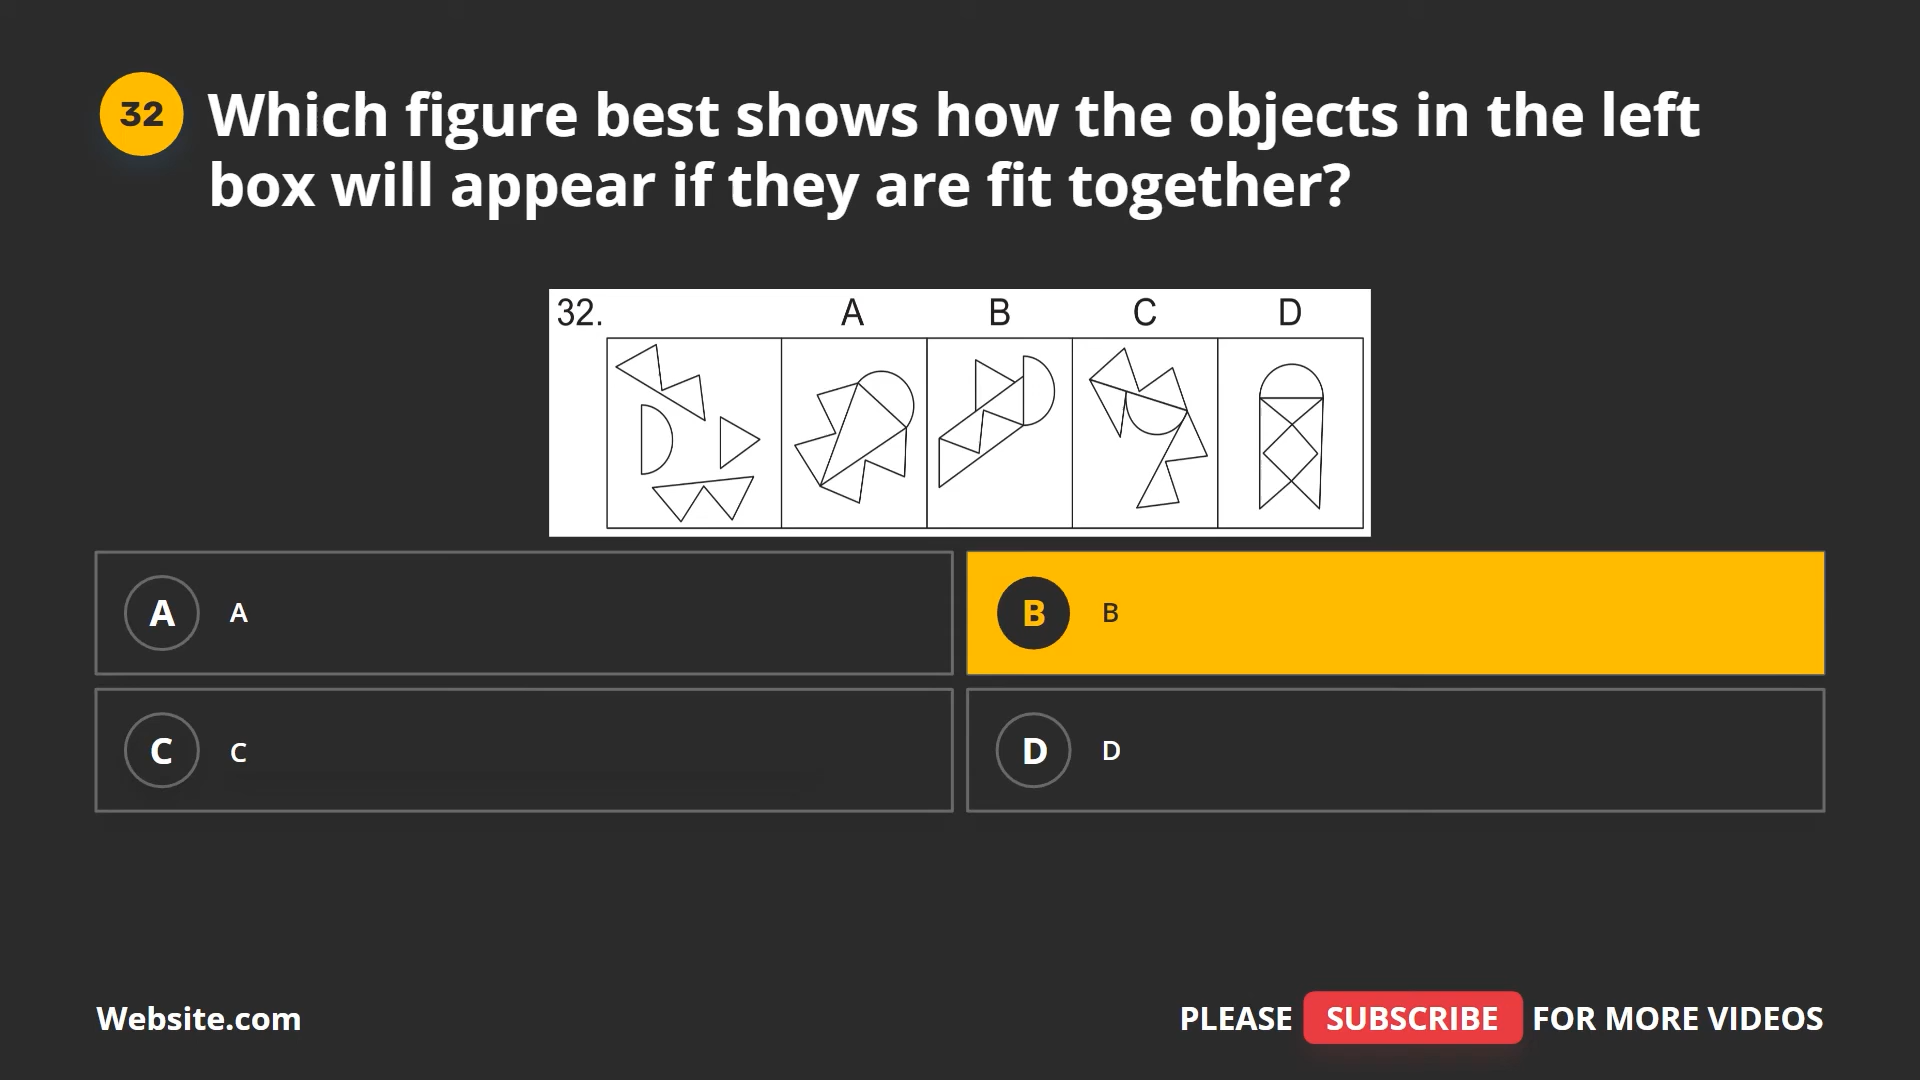 32
Which figure best shows how the objects in the left
box will appear if they are fit together?
32.
A B C D
A A
B B
C C
D D
Website.com
PLEASE SUBSCRIBE FOR MORE VIDEOS